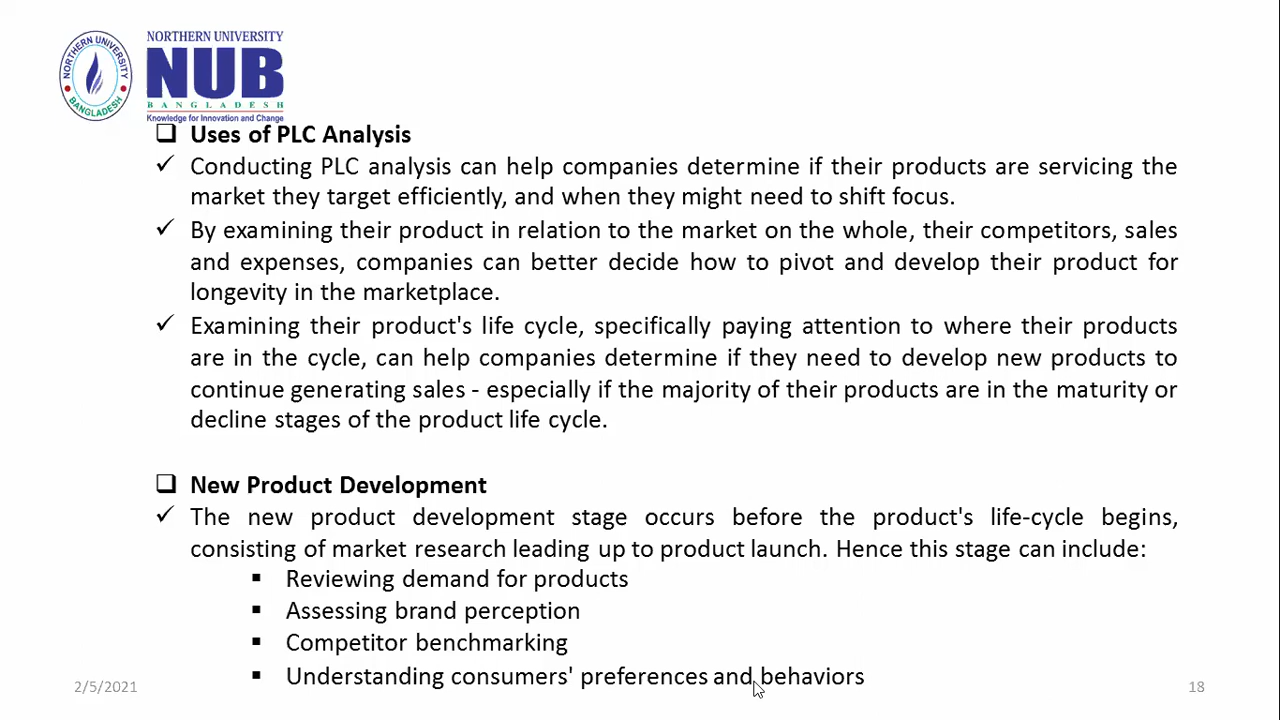 NORTHERN UNIVERSITY
BANGLADESH
NORTHERN UNIVERSITY
NUB
BANGLADESH
Knowledge for Innovation and Change
❑ Uses of PLC Analysis
✓ Conducting PLC analysis can help companies determine if their products are servicing the
market they target efficiently, and when they might need to shift focus.
✓ By examining their product in relation to the market on the whole, their competitors, sales
and expenses, companies can better decide how to pivot and develop their product for
longevity in the marketplace.
✓ Examining their product's life cycle, specifically paying attention to where their products
are in the cycle, can help companies determine if they need to develop new products to
continue generating sales - especially if the majority of their products are in the maturity or
decline stages of the product life cycle.
❑ New Product Development
✓ The new product development stage occurs before the product's life-cycle begins,
consisting of market research leading up to product launch. Hence this stage can include:
▪ Reviewing demand for products
▪ Assessing brand perception
▪ Competitor benchmarking
▪ Understanding consumers' preferences and behaviors
2/5/2021
18